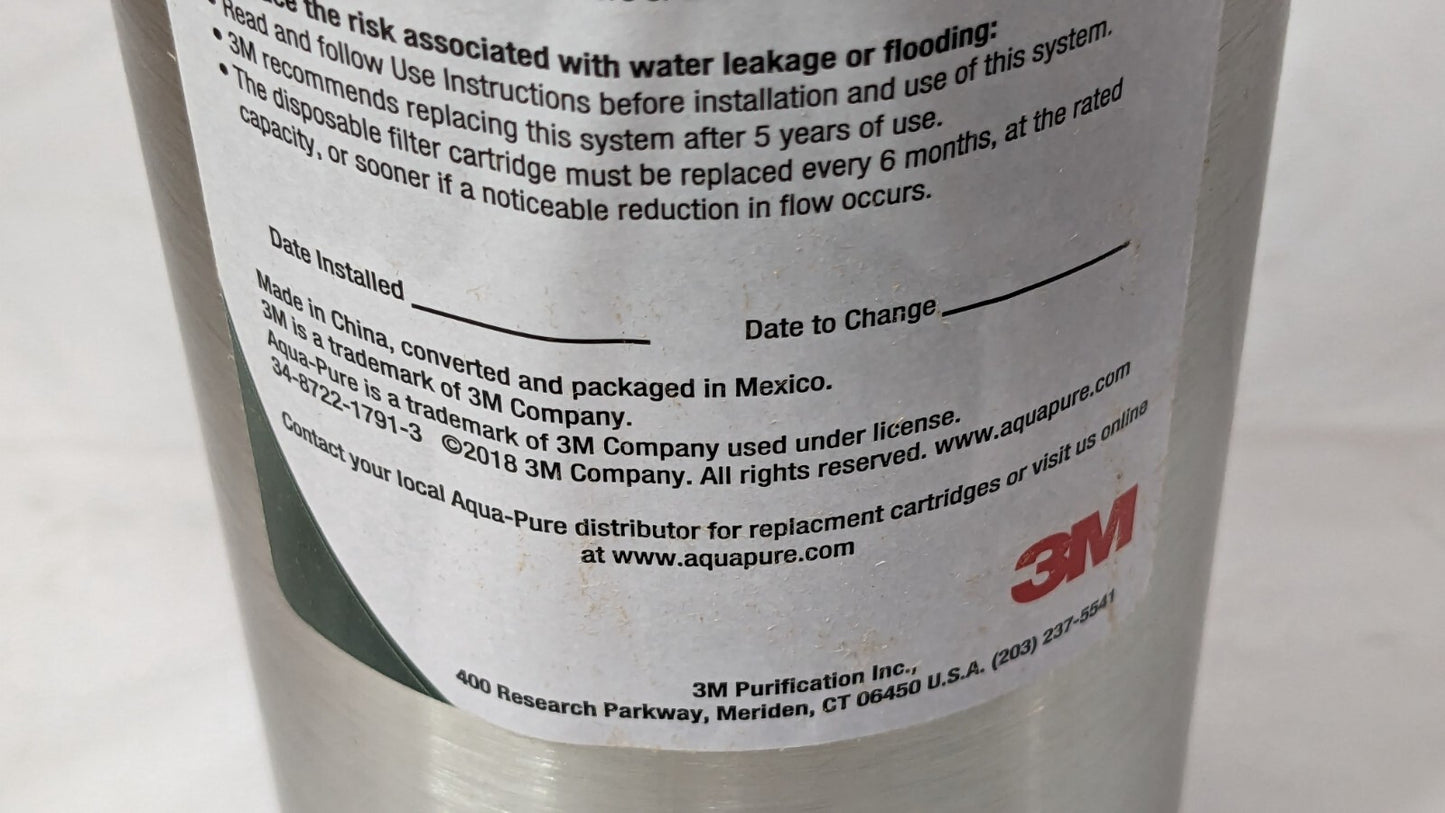 the risk associated with water leakage or flooding:
• Read and follow Use Instructions before installation and use of this system.
• 3M recommends replacing this system after 5 years of use.
• The disposable filter cartridge must be replaced every 6 months, at the rated
capacity, or sooner if a noticeable reduction in flow occurs.
Date Installed Date to Change
Made in China, converted and packaged in Mexico.
3M is a trademark of 3M Company.
Aqua-Pure is a trademark of 3M Company used under license.
34-8722-1791-3 ©2018 3M Company. All rights reserved. www.aquapure.com
Contact your local Aqua-Pure distributor for replacment cartridges or visit us online
at www.aquapure.com
3M
3M Purification Inc.,
400 Research Parkway, Meriden, CT 06450 U.S.A. (203) 237-5541